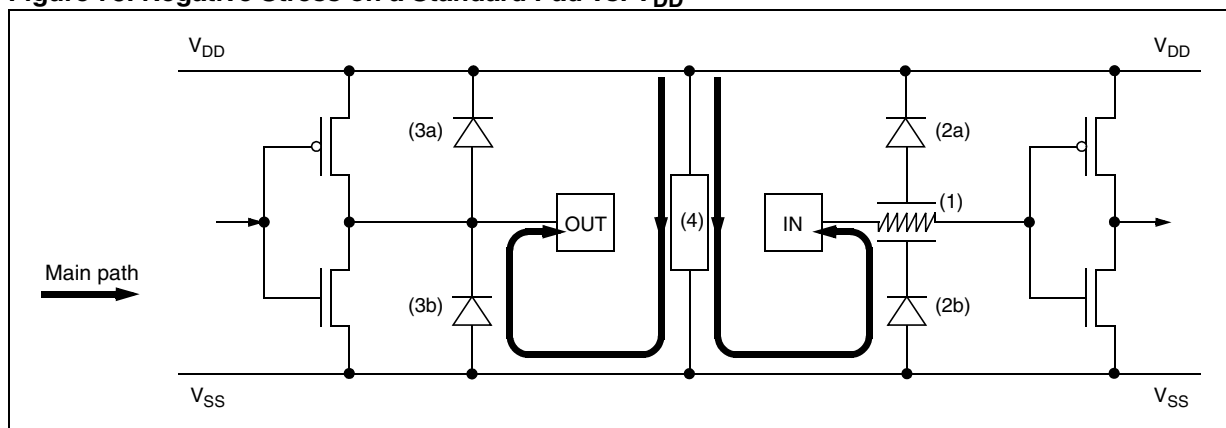 Figure Negative Stress on a Standard Pad vs. VDD
VDD
VDD
(3a)
(2a)
(1)
OUT
(4)
IN
Main path
(3b)
(2b)
VSS
VSS